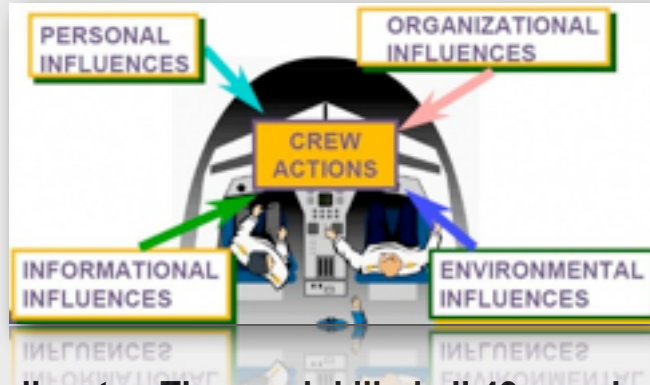 PERSONAL
INFLUENCES
ORGANIZATIONAL
INFLUENCES
CREW
ACTIONS
INFORMATIONAL
INFLUENCES
ENVIRONMENTAL
INFLUENCES